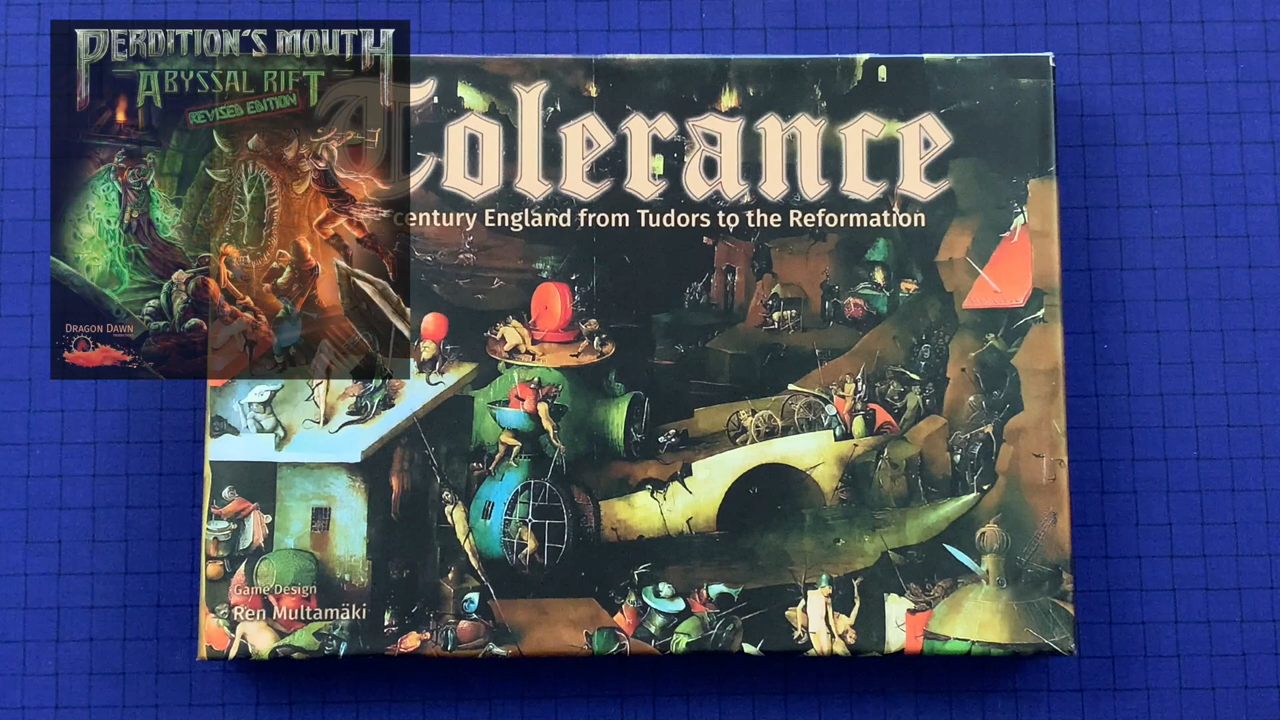 PERDITION'S MOUTH
ABYSSAL RIFT
REVISED EDITION
DRAGON DAWN
Tolerance
century England from Tudors to the Reformation
Game Design
Ren Multamäki